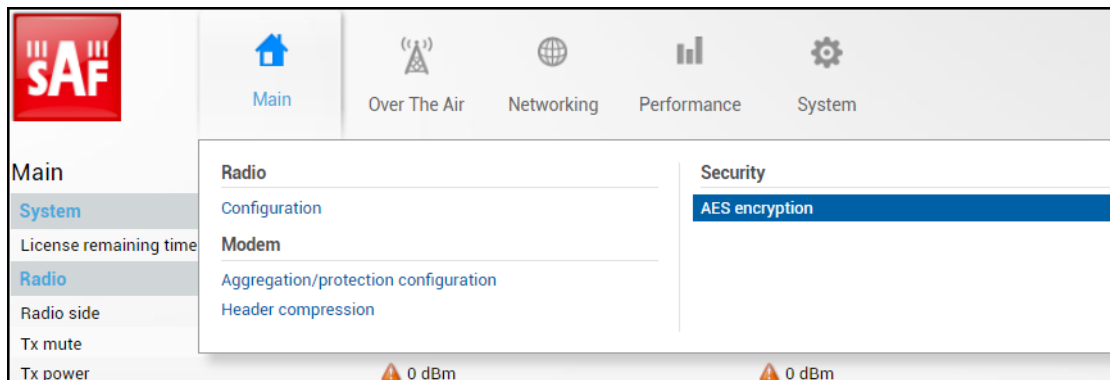 SAF
Main
Over The Air
Networking
Performance
System
Main
System
License remaining time
Radio
Radio side
Tx mute
Tx power
Radio
Configuration
Modem
Aggregation/protection configuration
Header compression
Security
AES encryption
0 dBm
0 dBm